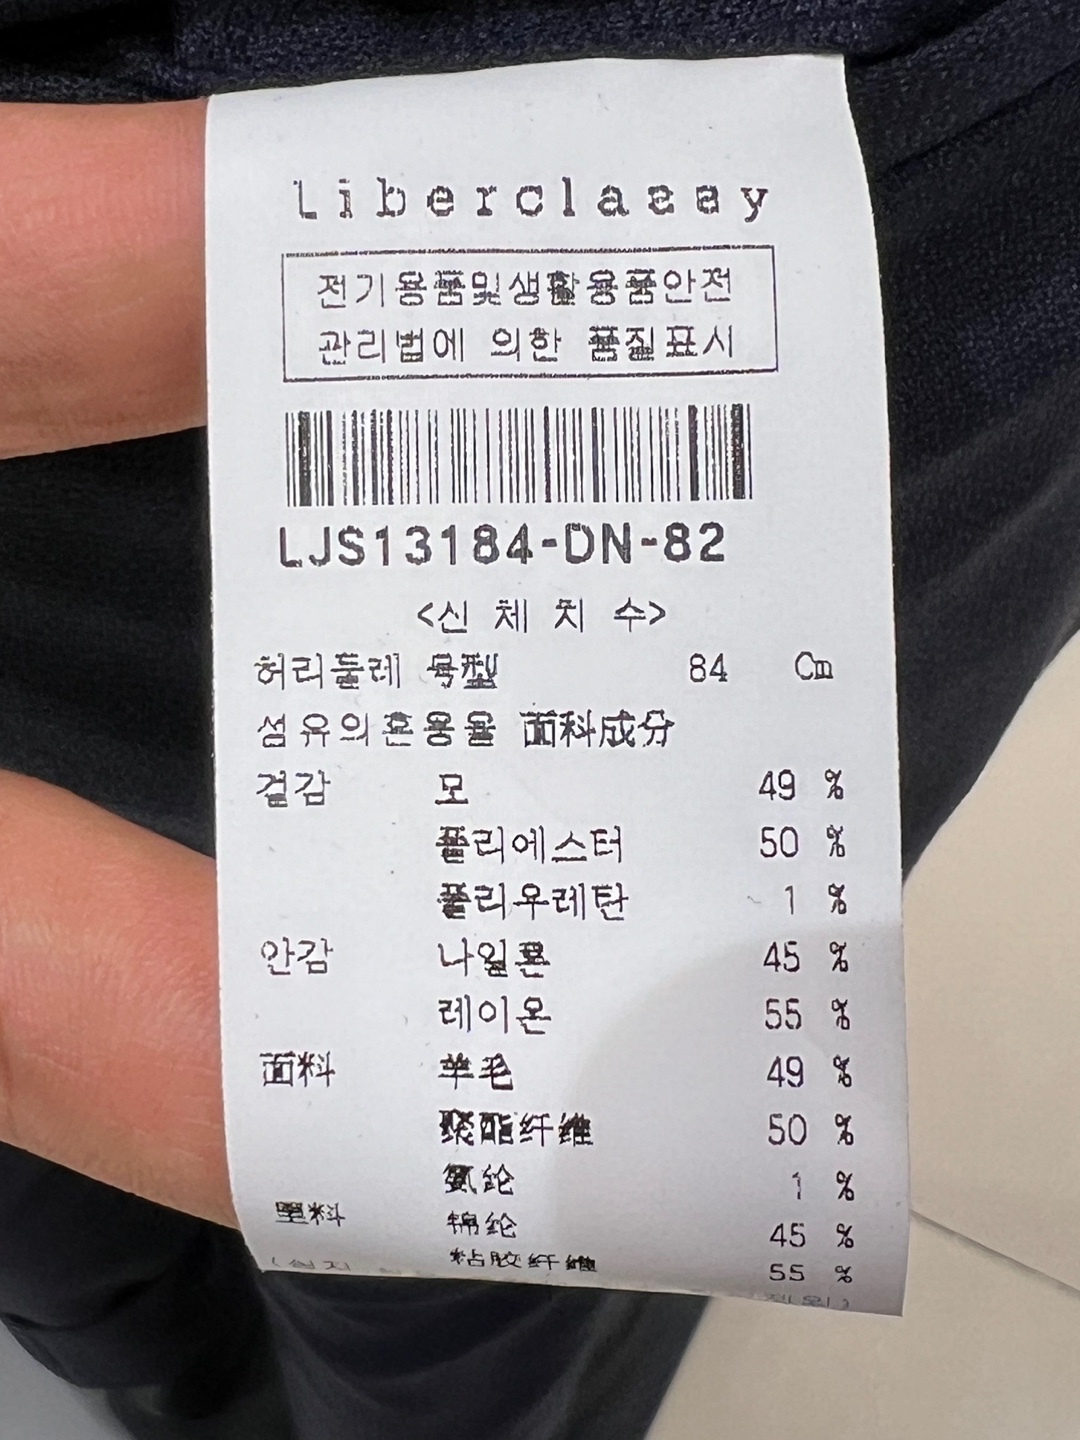 Liberclassy
전기용품및생활용품안전
관리법에 의한 품질표시
LJS13184-DN-82
<신 체 치 수>
허리둘레 号型 84 Cm
섬유의혼용율 面料成分
겉감 모 49 %
폴리에스터 50 %
폴리우레탄 1 %
안감 나일론 45 %
레이온 55 %
面料 羊毛 49 %
聚酯纤维 50 %
氨纶 1 %
里料 锦纶 45 %
粘胶纤维 55 %